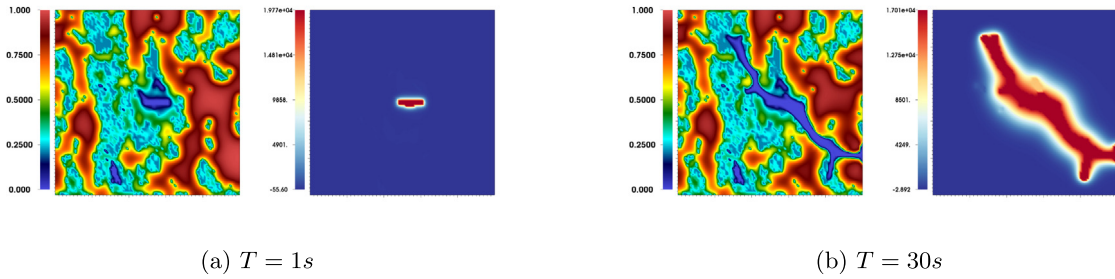 1.000
0.7500
0.5000
0.2500
0.000
1.977e+04
1.481e+04
9858.
4901.
-55.60
1.000
0.7500
0.5000
0.2500
0.000
1.701e+04
1.275e+04
8501.
4249.
-2.892
(a) T = 1s
(b) T = 30s